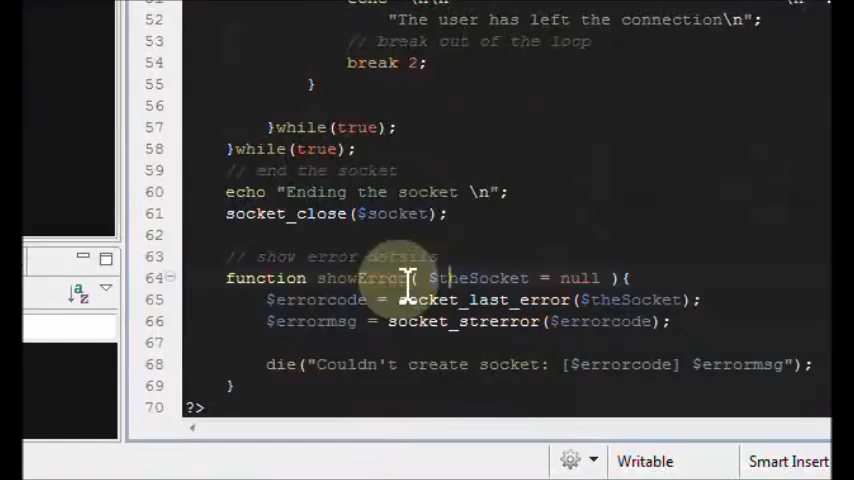 52 "The user has left the connection\n";
53 // break out of the loop
54 break 2;
55 }
56
57 }while(true);
58 }while(true);
59 // end the socket
60 echo "Ending the socket \n";
61 socket_close($socket);
62
63 // show error details
64 function showError( $theSocket = null ){
65 $errorcode = socket_last_error($theSocket);
66 $errormsg = socket_strerror($errorcode);
67
68 die("Couldn't create socket: [$errorcode] $errormsg");
69 }
70 ?>
Writable Smart Insert